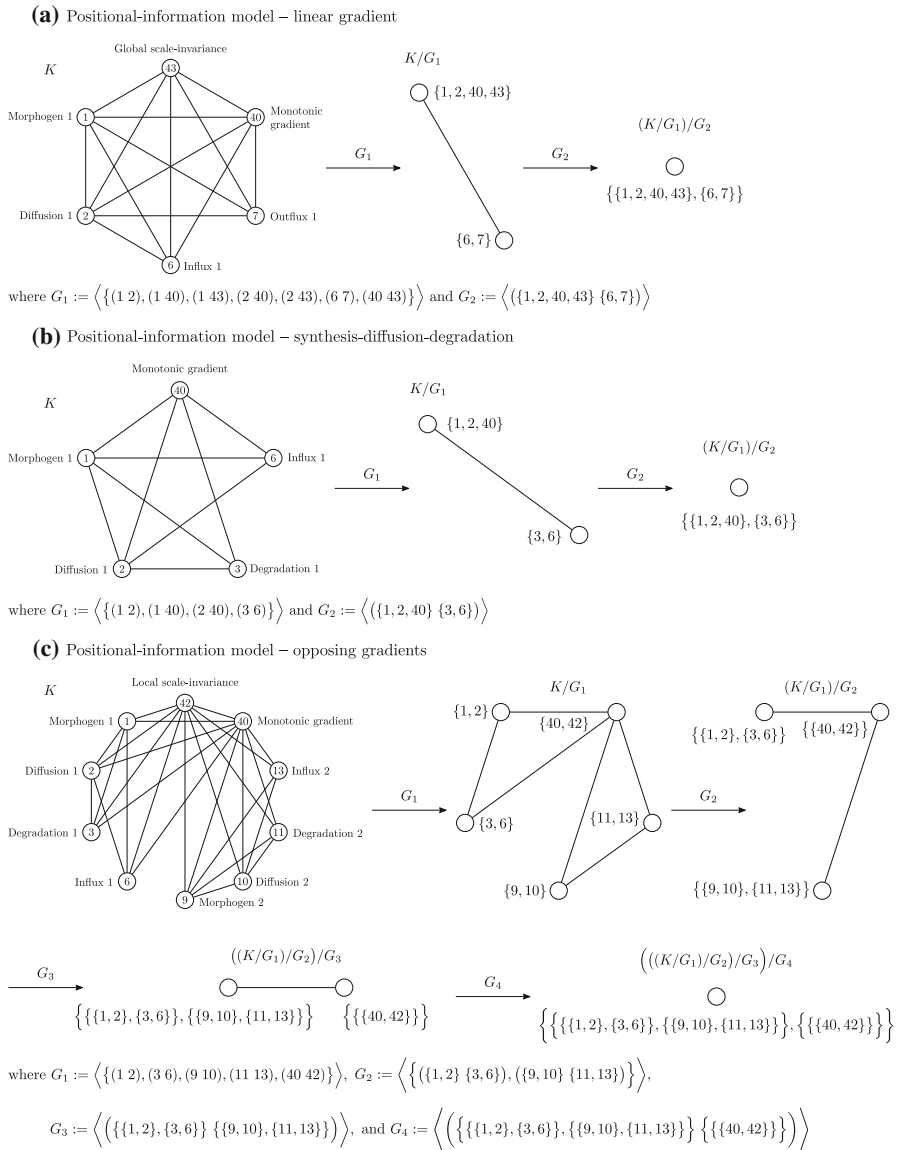 (a) Positional-information model – linear gradient
Global scale-invariance
K
K/G₁
43
{1, 2, 40, 43}
Morphogen 1
1
40
Monotonic
gradient
(K/G₁)/G₂
G₁
G₂
{{1, 2, 40, 43}, {6, 7}}
Diffusion 1
2
7
Outflux 1
{6, 7}
6
Influx 1
where G₁ := ⟨{(1 2), (1 40), (1 43), (2 40), (2 43), (6 7), (40 43)}⟩ and G₂ := ⟨({1, 2, 40, 43} {6, 7})⟩
(b) Positional-information model – synthesis-diffusion-degradation
Monotonic gradient
K
K/G₁
40
{1, 2, 40}
Morphogen 1
1
6
Influx 1
(K/G₁)/G₂
G₁
G₂
{{1, 2, 40}, {3, 6}}
{3, 6}
Diffusion 1
2
3
Degradation 1
where G₁ := ⟨{(1 2), (1 40), (2 40), (3 6)}⟩ and G₂ := ⟨({1, 2, 40} {3, 6})⟩
(c) Positional-information model – opposing gradients
Local scale-invariance
K
K/G₁
(K/G₁)/G₂
42
Morphogen 1
1
40
Monotonic gradient
{1, 2}
{40, 42}
{{1, 2}, {3, 6}}
{{40, 42}}
Diffusion 1
2
13
Influx 2
G₁
G₂
Degradation 1
3
11
Degradation 2
{3, 6}
{11, 13}
Influx 1
6
10
Diffusion 2
9
Morphogen 2
{9, 10}
{{9, 10}, {11, 13}}
((K/G₁)/G₂)/G₃
(((K/G₁)/G₂)/G₃)/G₄
G₃
G₄
{{{1, 2}, {3, 6}}, {{9, 10}, {11, 13}}}
{{{40, 42}}}
{{{{1, 2}, {3, 6}}, {{9, 10}, {11, 13}}}, {{{40, 42}}}}
where G₁ := ⟨{(1 2), (3 6), (9 10), (11 13), (40 42)}⟩, G₂ := ⟨{({1, 2} {3, 6}), ({9, 10} {11, 13})}⟩,
G₃ := ⟨({{1, 2}, {3, 6}} {{9, 10}, {11, 13}})⟩, and G₄ := ⟨({{{1, 2}, {3, 6}}, {{9, 10}, {11, 13}}} {{{40, 42}}})⟩